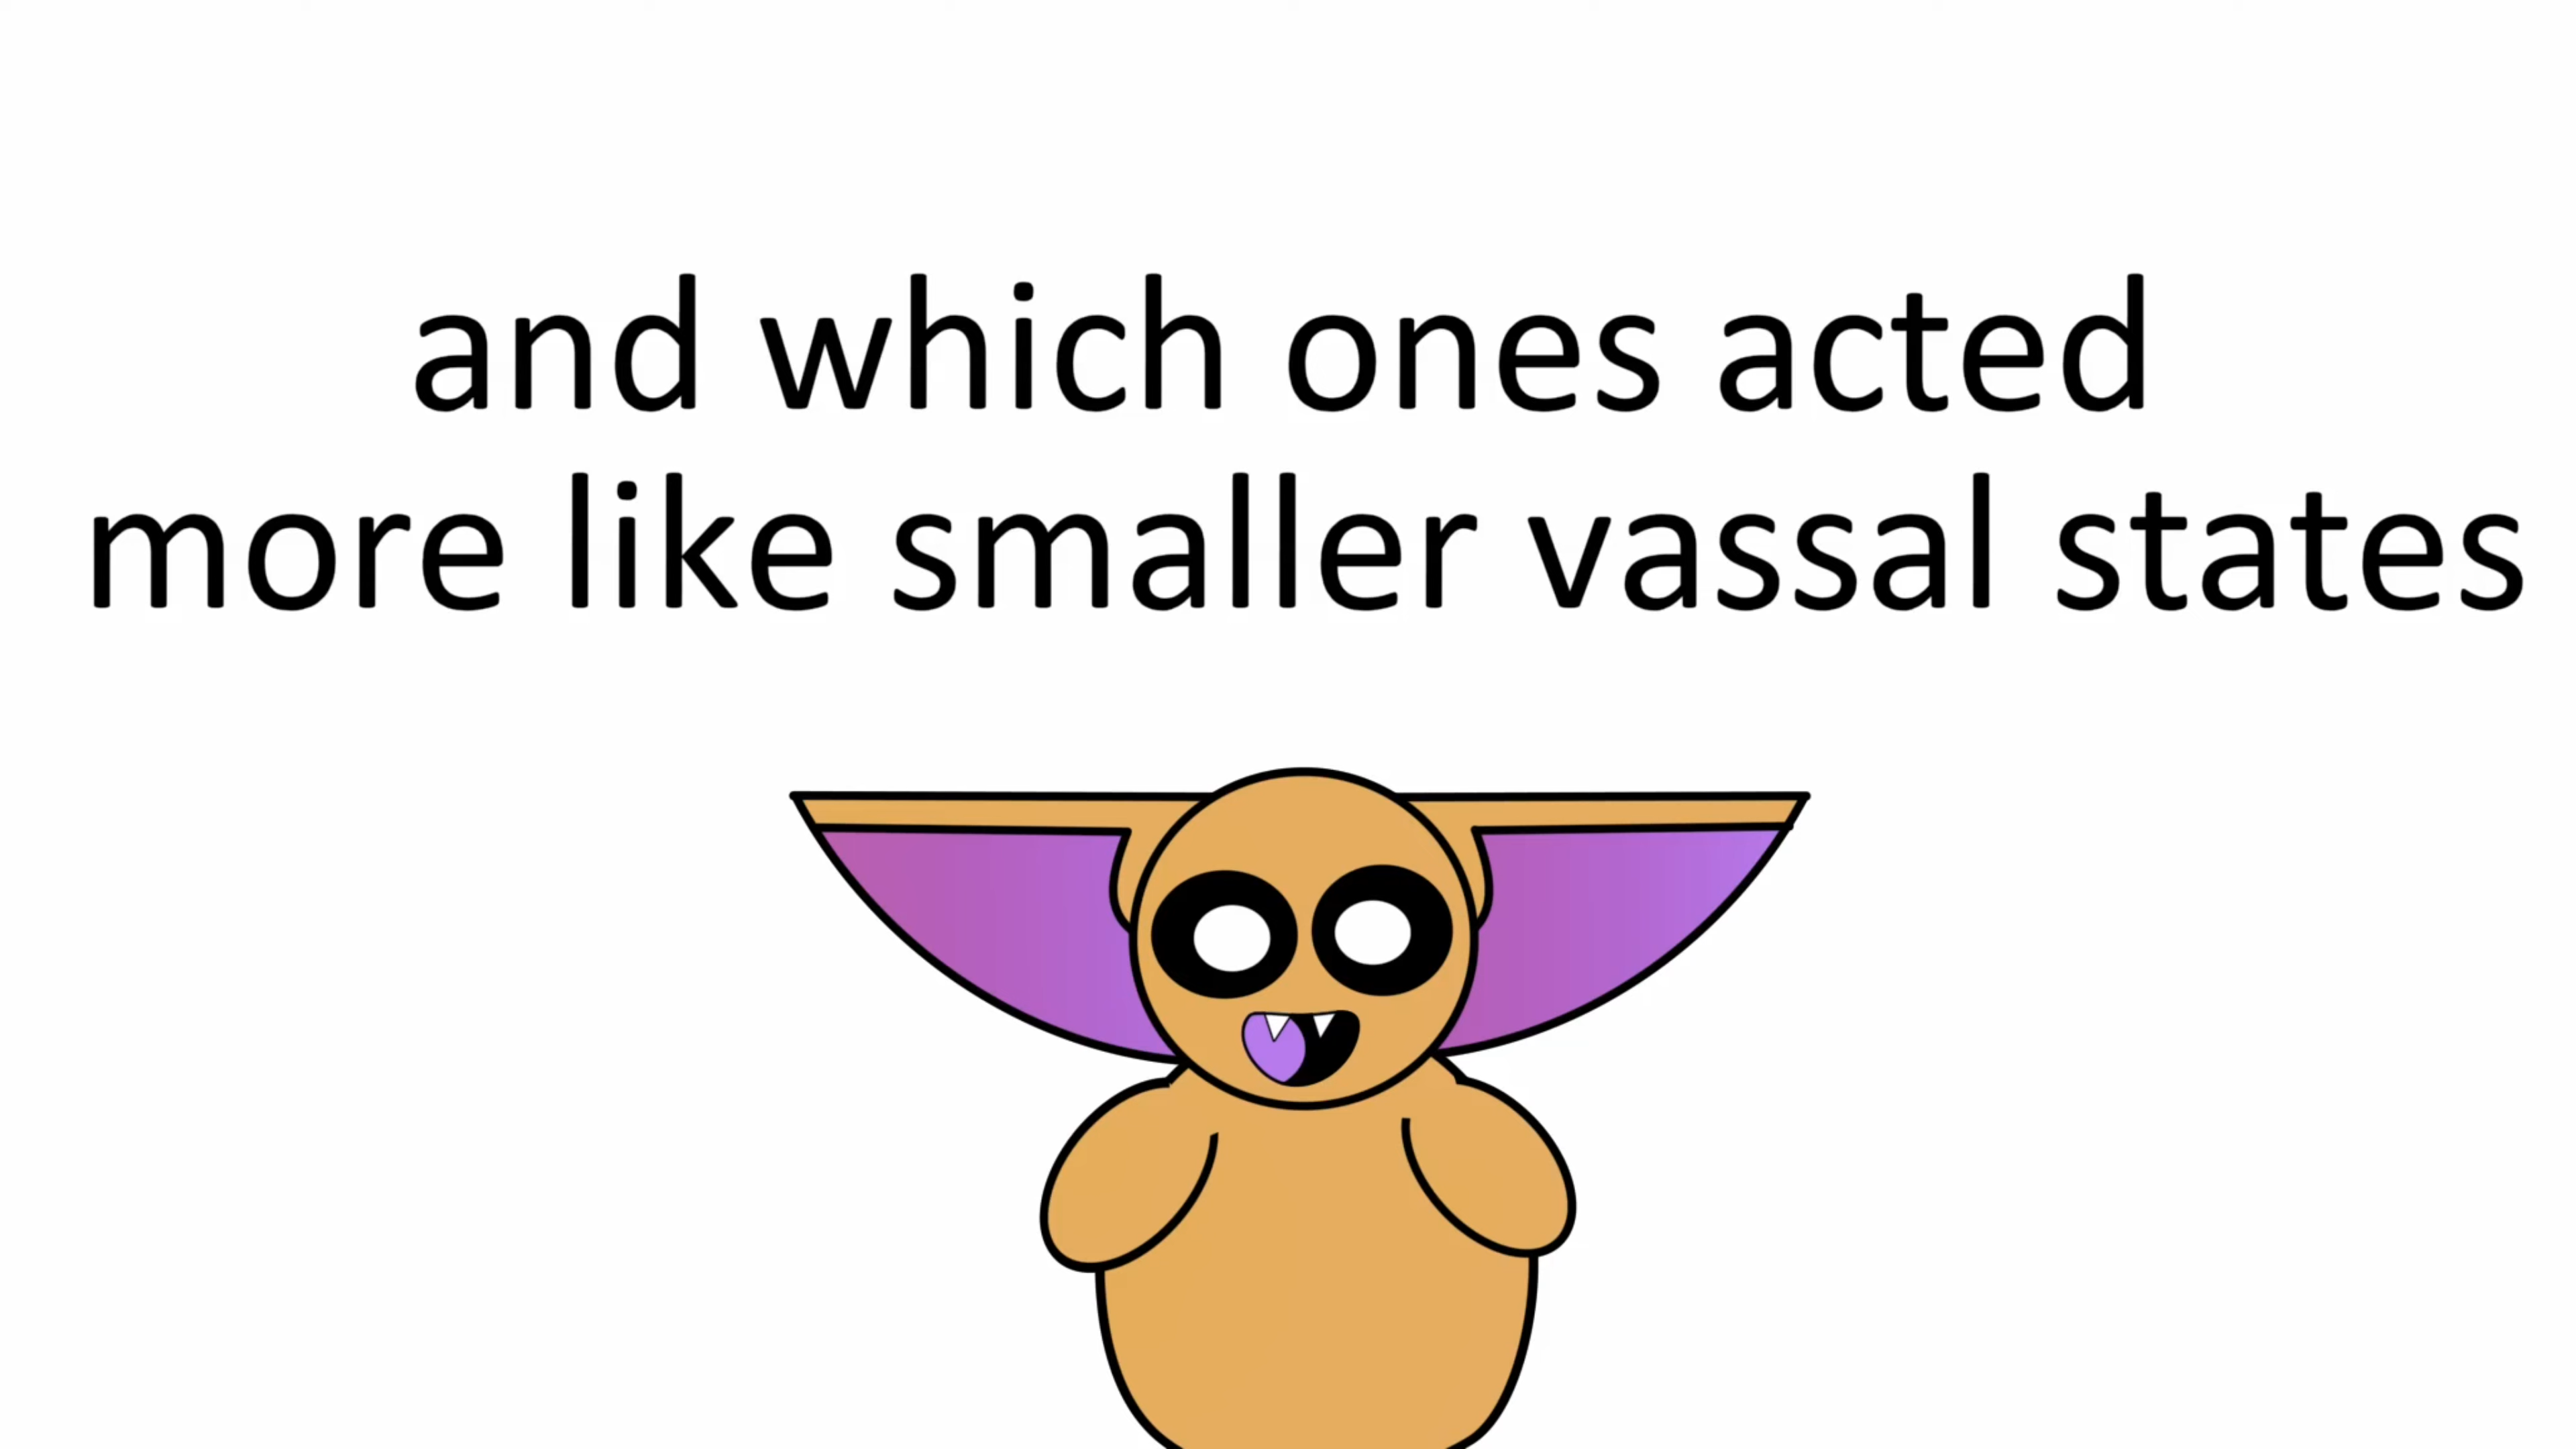 and which ones acted
more like smaller vassal states